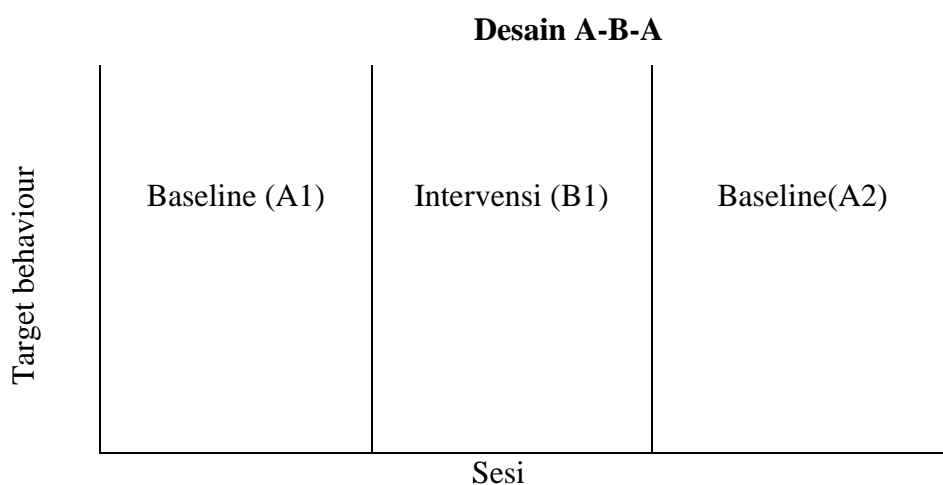 Desain A-B-A
Target behaviour
Baseline (A1)
Intervensi (B1)
Baseline(A2)
Sesi